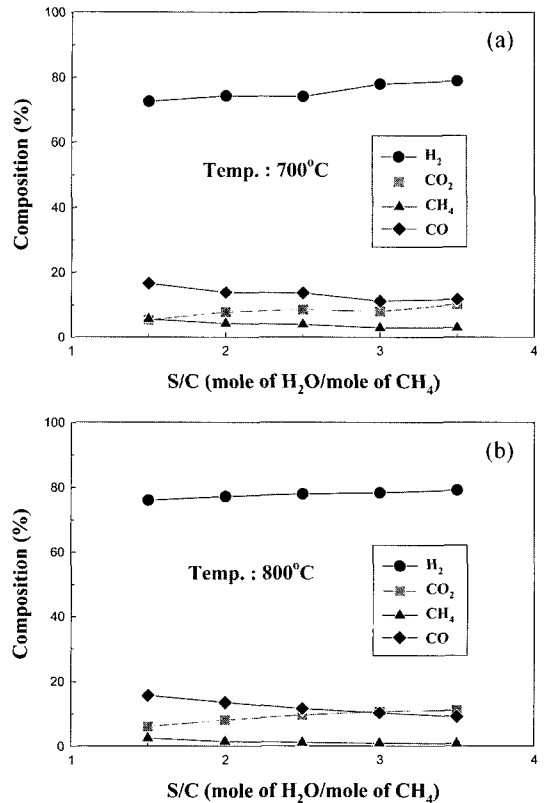 (a)
100
80
60
40
20
0
Composition (%)
Temp. : 700°C
H₂
CO₂
CH₄
CO
1
2
3
4
S/C (mole of H₂O/mole of CH₄)
(b)
100
80
60
40
20
0
Composition (%)
Temp. : 800°C
H₂
CO₂
CH₄
CO
1
2
3
4
S/C (mole of H₂O/mole of CH₄)